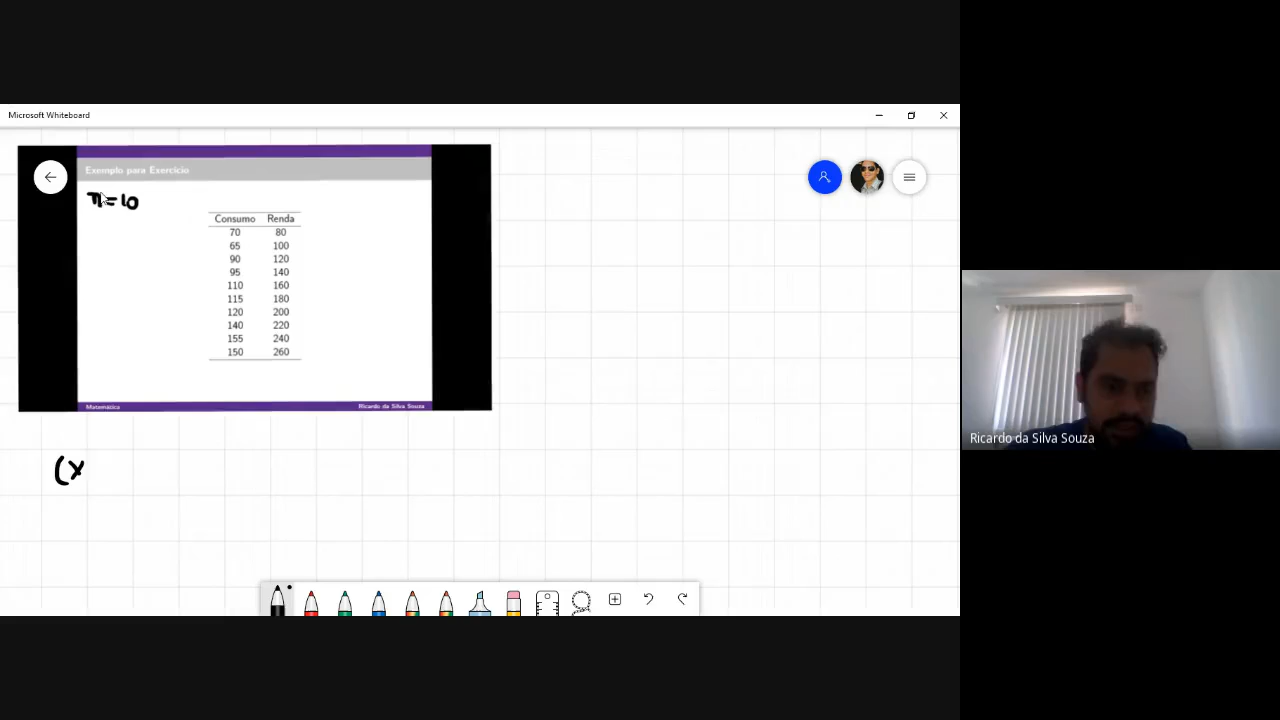 Microsoft Whiteboard
Exemplo para Exercício
n=10
Consumo Renda
70 80
65 100
90 120
95 140
110 160
115 180
120 200
140 220
155 240
150 260
Matemática Ricardo da Silva Souza
(x
Ricardo da Silva Souza